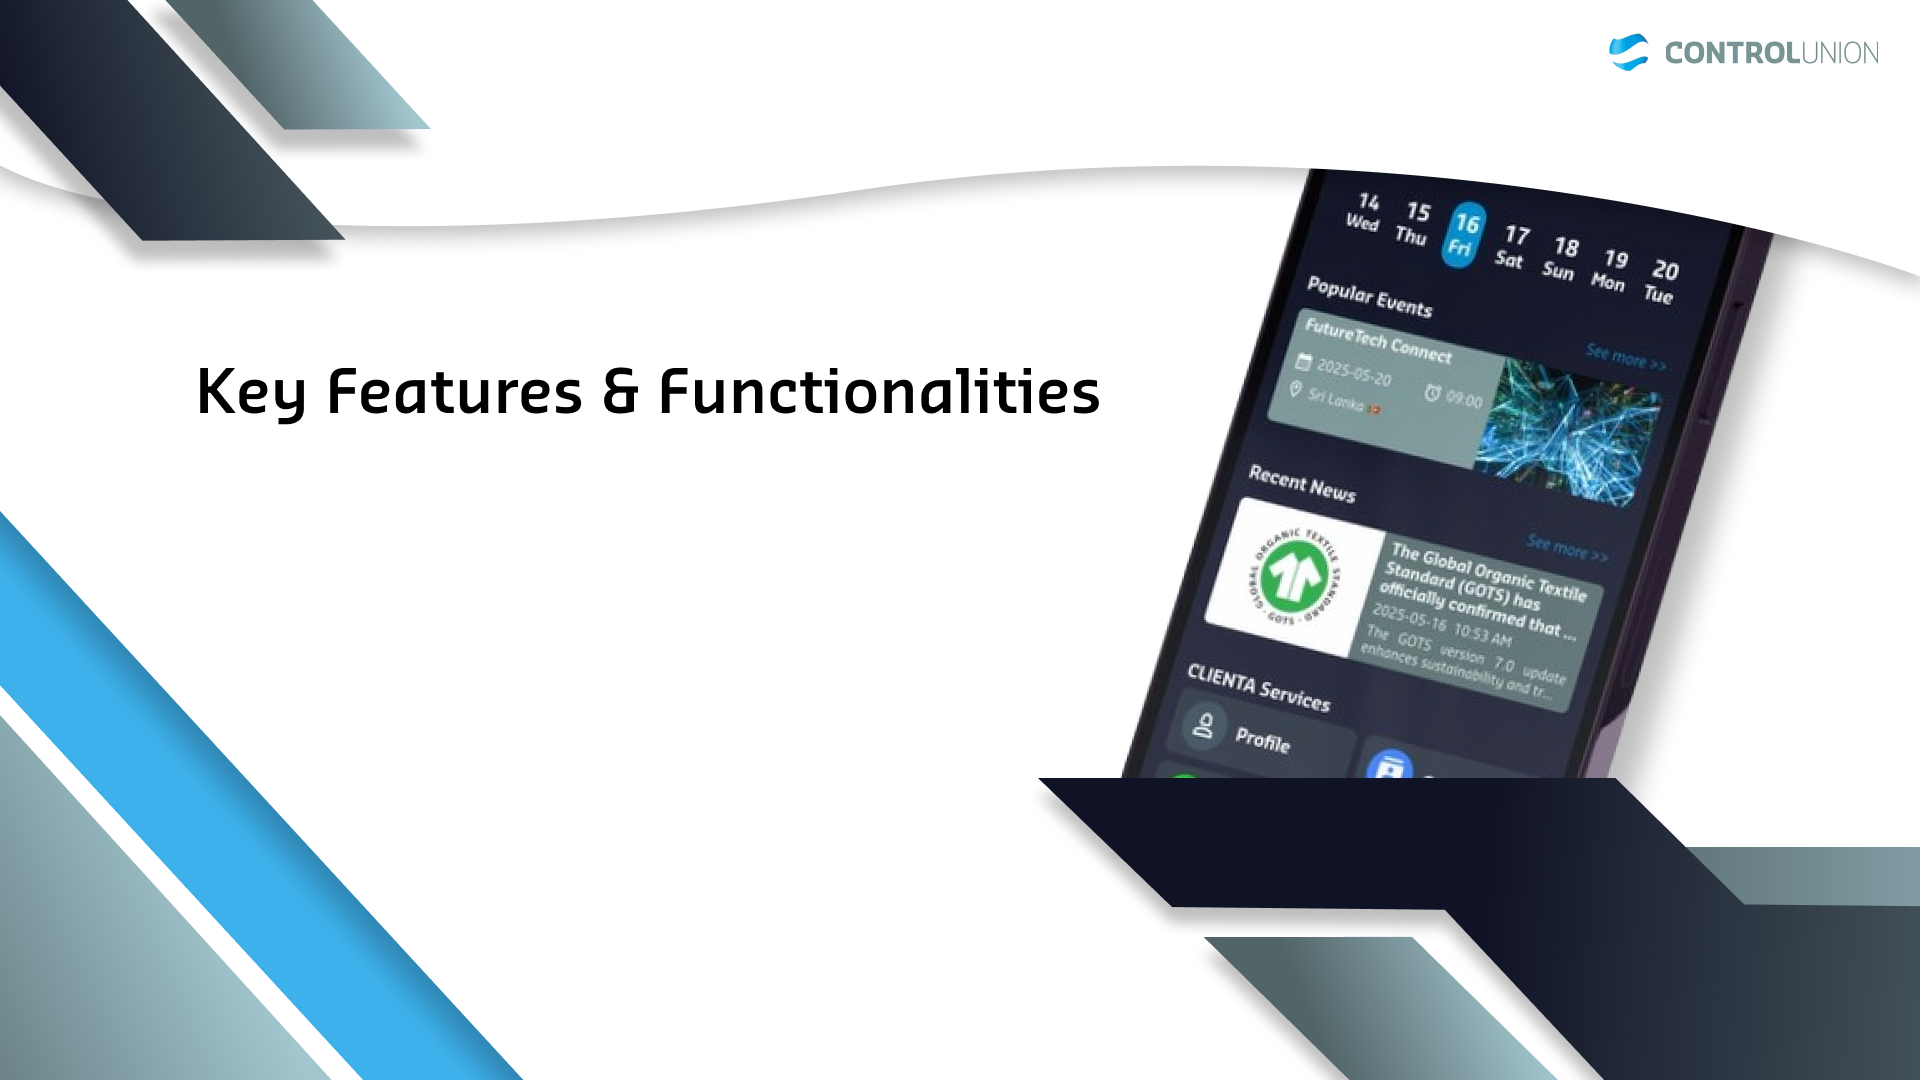 CONTROLUNION
Key Features & Functionalities
14 15 16 17 18 19 20
Wed Thu Fri Sat Sun Mon Tue
Popular Events
See more >>
FutureTech Connect
2025-05-20 09:00
Sri Lanka
Recent News
See more >>
GLOBAL ORGANIC TEXTILE STANDARD · GOTS ·
The Global Organic Textile
Standard (GOTS) has
officially confirmed that ...
2025-05-16 10:53 AM
The GOTS version 7.0 update
enhances sustainability and tr...
CLIENTA Services
Profile